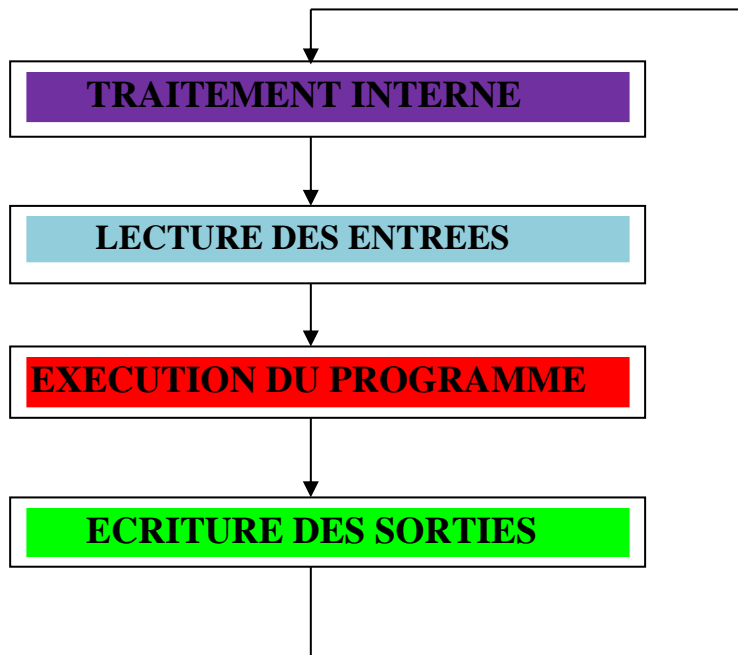 TRAITEMENT INTERNE
LECTURE DES ENTREES
EXECUTION DU PROGRAMME
ECRITURE DES SORTIES